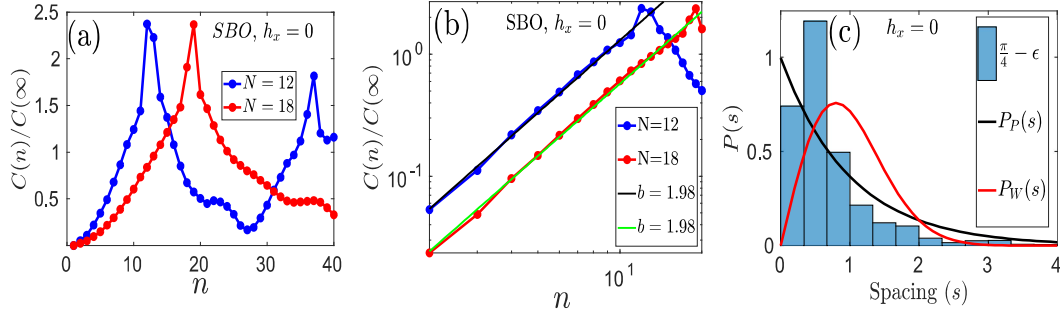 (a)
SBO, h_x = 0
N = 12
N = 18
C(n)/C(∞)
2.5
2
1.5
1
0.5
0
10
20
30
40
n
(b)
SBO, h_x = 0
C(n)/C(∞)
10^0
10^{-1}
N=12
N=18
b = 1.98
b = 1.98
10^1
n
(c)
h_x = 0
π/4 − ϵ
P_P(s)
P_W(s)
P(s)
1
0.5
0
0
1
2
3
4
Spacing (s)